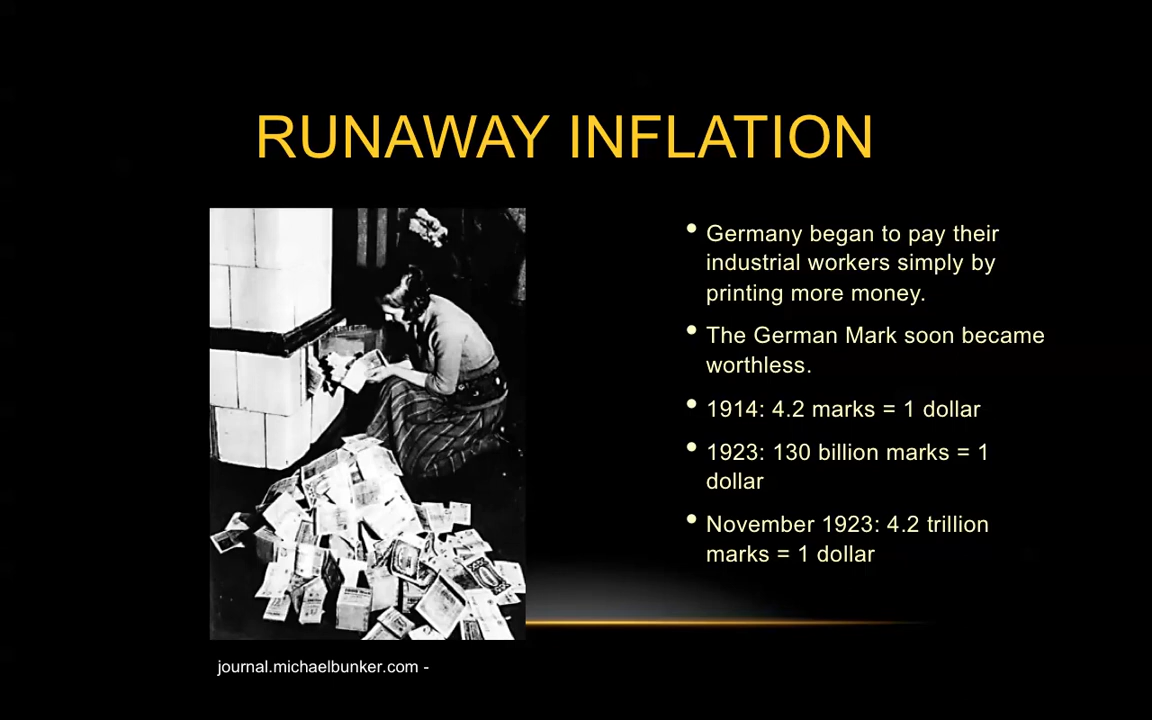 RUNAWAY INFLATION
• Germany began to pay their
industrial workers simply by
printing more money.
• The German Mark soon became
worthless.
• 1914: 4.2 marks = 1 dollar
• 1923: 130 billion marks = 1
dollar
• November 1923: 4.2 trillion
marks = 1 dollar
journal.michaelbunker.com -